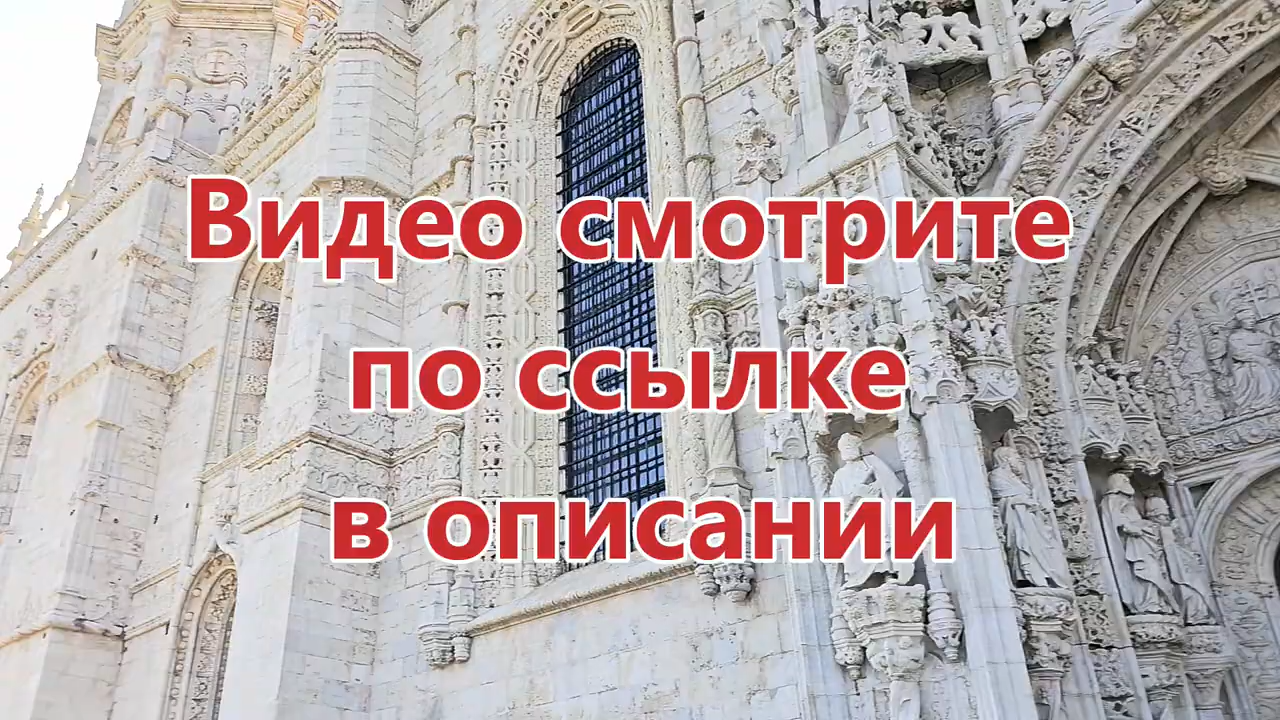 Видео смотрите
по ссылке
в описании